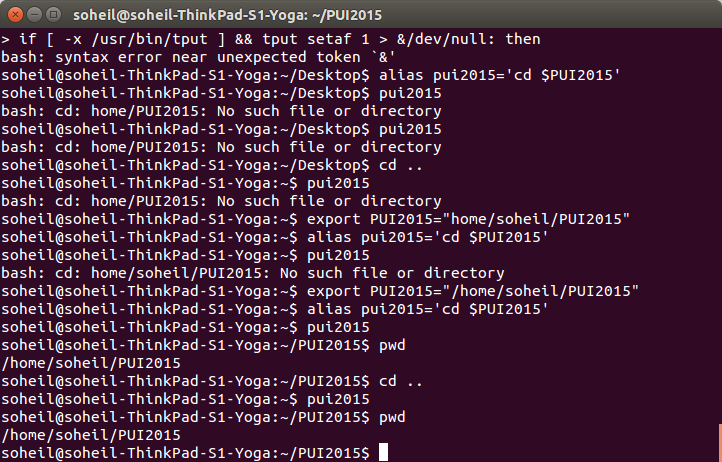 soheil@soheil-ThinkPad-S1-Yoga: ~/PUI2015
> if [ -x /usr/bin/tput ] && tput setaf 1 > &/dev/null: then
bash: syntax error near unexpected token `&'
soheil@soheil-ThinkPad-S1-Yoga:~/Desktop$ alias pui2015='cd $PUI2015'
soheil@soheil-ThinkPad-S1-Yoga:~/Desktop$ pui2015
bash: cd: home/PUI2015: No such file or directory
soheil@soheil-ThinkPad-S1-Yoga:~/Desktop$ pui2015
bash: cd: home/PUI2015: No such file or directory
soheil@soheil-ThinkPad-S1-Yoga:~/Desktop$ cd ..
soheil@soheil-ThinkPad-S1-Yoga:~$ pui2015
bash: cd: home/PUI2015: No such file or directory
soheil@soheil-ThinkPad-S1-Yoga:~$ export PUI2015="home/soheil/PUI2015"
soheil@soheil-ThinkPad-S1-Yoga:~$ alias pui2015='cd $PUI2015'
soheil@soheil-ThinkPad-S1-Yoga:~$ pui2015
bash: cd: home/soheil/PUI2015: No such file or directory
soheil@soheil-ThinkPad-S1-Yoga:~$ export PUI2015="/home/soheil/PUI2015"
soheil@soheil-ThinkPad-S1-Yoga:~$ alias pui2015='cd $PUI2015'
soheil@soheil-ThinkPad-S1-Yoga:~$ pui2015
soheil@soheil-ThinkPad-S1-Yoga:~/PUI2015$ pwd
/home/soheil/PUI2015
soheil@soheil-ThinkPad-S1-Yoga:~/PUI2015$ cd ..
soheil@soheil-ThinkPad-S1-Yoga:~$ pui2015
soheil@soheil-ThinkPad-S1-Yoga:~/PUI2015$ pwd
/home/soheil/PUI2015
soheil@soheil-ThinkPad-S1-Yoga:~/PUI2015$